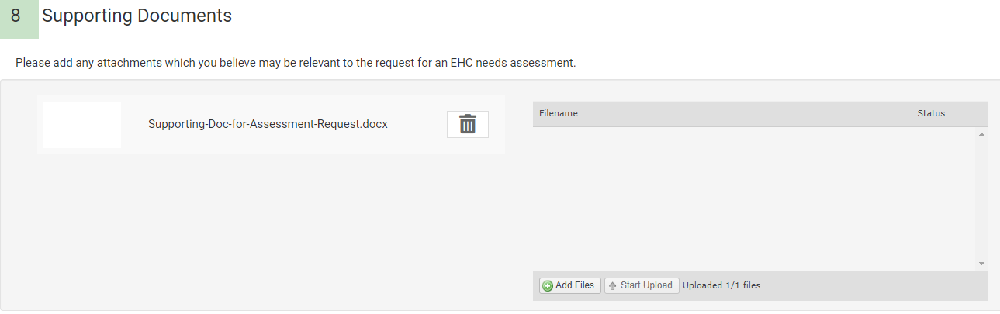 8 Supporting Documents
Please add any attachments which you believe may be relevant to the request for an EHC needs assessment.
Supporting-Doc-for-Assessment-Request.docx
Filename Status
Add Files Start Upload Uploaded 1/1 files